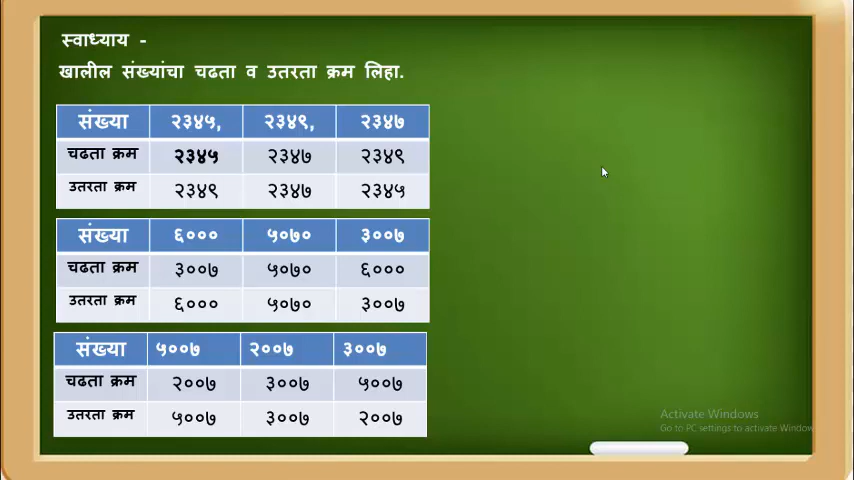 स्वाध्याय -
खालील संख्यांचा चढता व उतरता क्रम लिहा.
संख्या २३४५, २३४९, २३४७
चढता क्रम २३४५ २३४७ २३४९
उतरता क्रम २३४९ २३४७ २३४५
संख्या ६००० ५०७० ३००७
चढता क्रम ३००७ ५०७० ६०००
उतरता क्रम ६००० ५०७० ३००७
संख्या ५००७ २००७ ३००७
चढता क्रम २००७ ३००७ ५००७
उतरता क्रम ५००७ ३००७ २००७
Activate Windows
Go to PC settings to activate Window